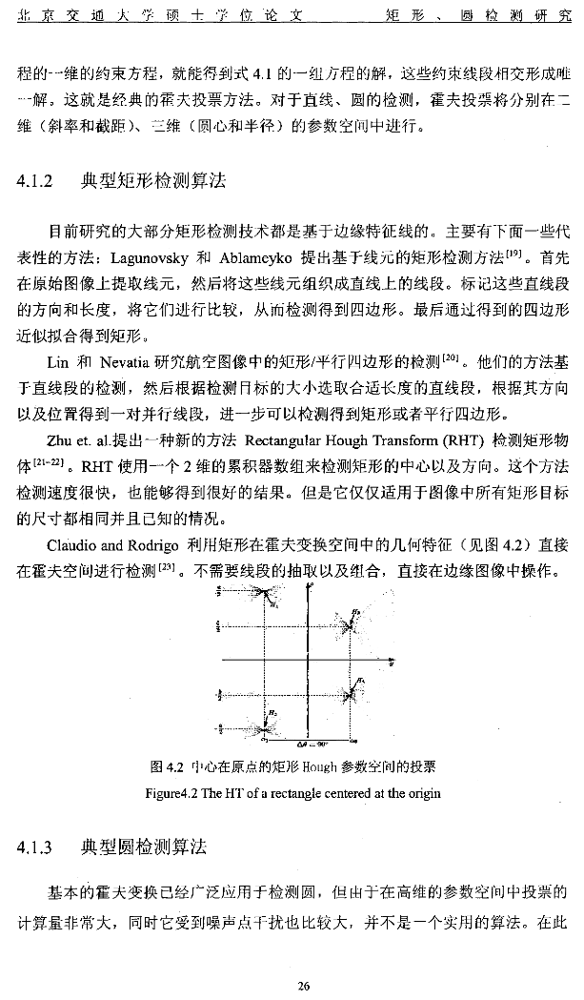 北京交通大学硕士学位论文 矩形、圆检测研究
程的一维的约束方程，就能得到式 4.1 的一组方程的解，这些约束线段相交形成唯
一解。这就是经典的霍夫投票方法。对于直线、圆的检测，霍夫投票将分别在二
维（斜率和截距）、三维（圆心和半径）的参数空间中进行。
4.1.2 典型矩形检测算法
目前研究的大部分矩形检测技术都是基于边缘特征线的。主要有下面一些代
表性的方法：Lagunovsky 和 Ablameyko 提出基于线元的矩形检测方法[19]。首先
在原始图像上提取线元，然后将这些线元组织成直线上的线段。标记这些直线段
的方向和长度，将它们进行比较，从而检测得到四边形。最后通过得到的四边形
近似拟合得到矩形。
Lin 和 Nevatia 研究航空图像中的矩形/平行四边形的检测[20]。他们的方法基
于直线段的检测，然后根据检测目标的大小选取合适长度的直线段，根据其方向
以及位置得到一对并行线段，进一步可以检测得到矩形或者平行四边形。
Zhu et. al.提出一种新的方法 Rectangular Hough Transform (RHT) 检测矩形物
体[21-22]。RHT 使用一个 2 维的累积器数组来检测矩形的中心以及方向。这个方法
检测速度很快，也能够得到很好的结果。但是它仅仅适用于图像中所有矩形目标
的尺寸都相同并且已知的情况。
Claudio and Rodrigo 利用矩形在霍夫变换空间中的几何特征（见图 4.2）直接
在霍夫空间进行检测[23]。不需要线段的抽取以及组合，直接在边缘图像中操作。
H₂
Δθ = 90°
图 4.2 中心在原点的矩形 Hough 参数空间的投票
Figure4.2 The HT of a rectangle centered at the origin
4.1.3 典型圆检测算法
基本的霍夫变换已经广泛应用于检测圆，但由于在高维的参数空间中投票的
计算量非常大，同时它受到噪声点干扰也比较大，并不是一个实用的算法。在此
26